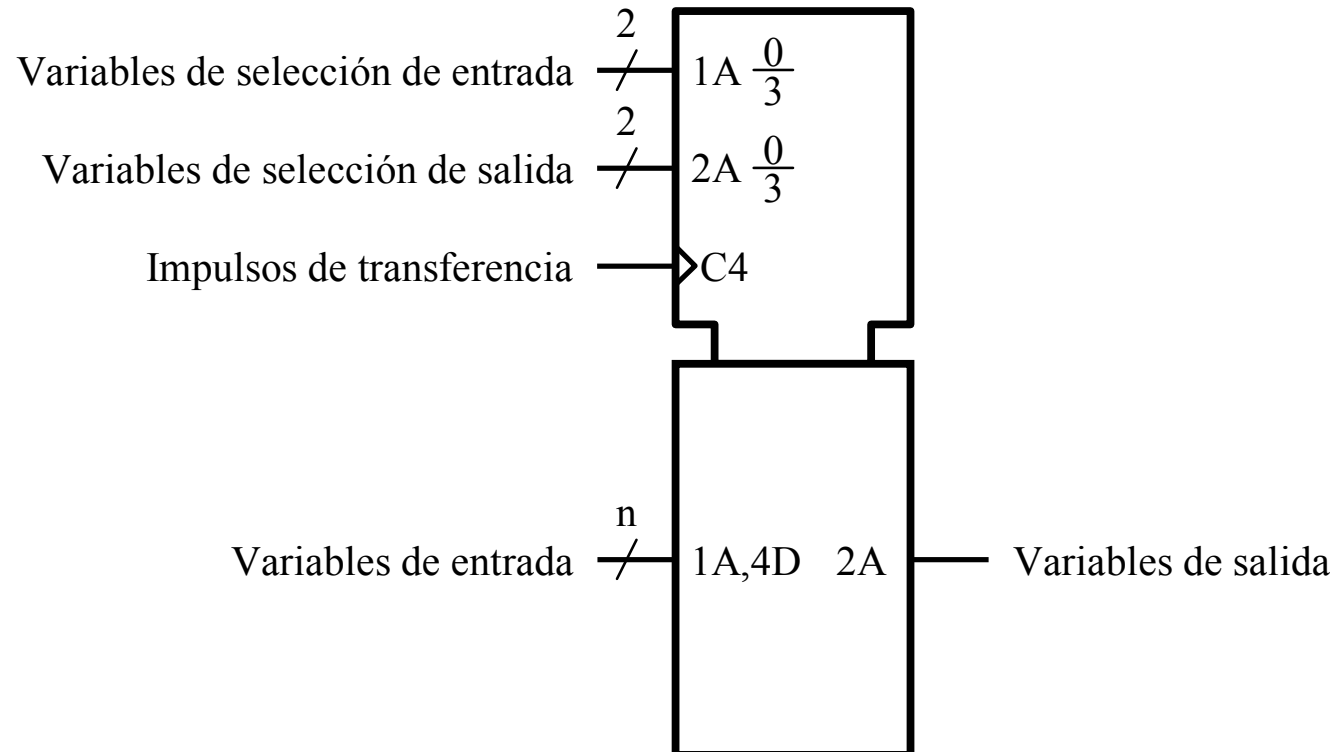 2
Variables de selección de entrada 1A 0/3
2
Variables de selección de salida 2A 0/3
Impulsos de transferencia C4
n
Variables de entrada 1A,4D 2A Variables de salida